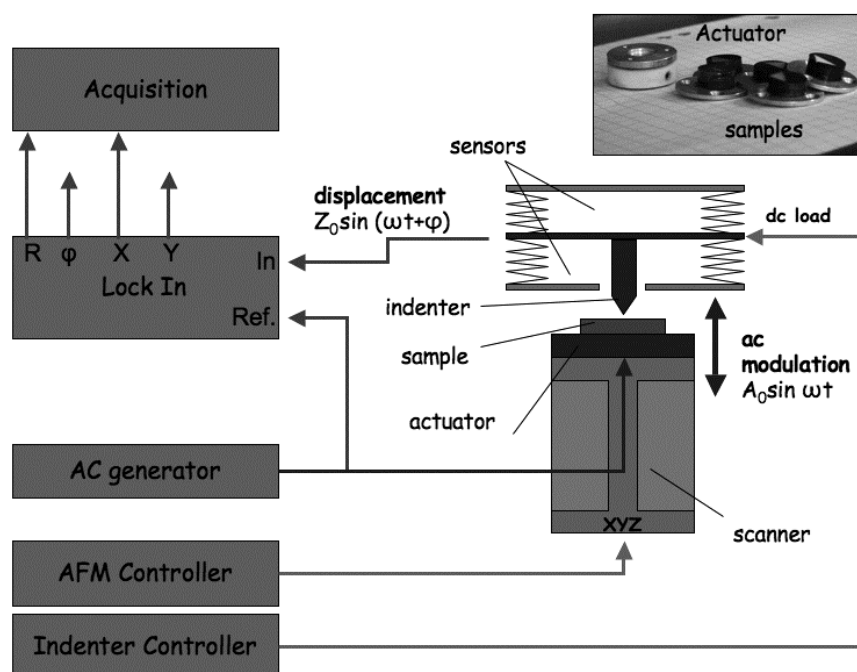 Actuator
samples
Acquisition
sensors
displacement
Z₀sin (ωt+φ)
dc load
R φ X Y
In
Lock In
Ref.
indenter
sample
ac
modulation
A₀sin ωt
actuator
AC generator
XYZ
scanner
AFM Controller
Indenter Controller